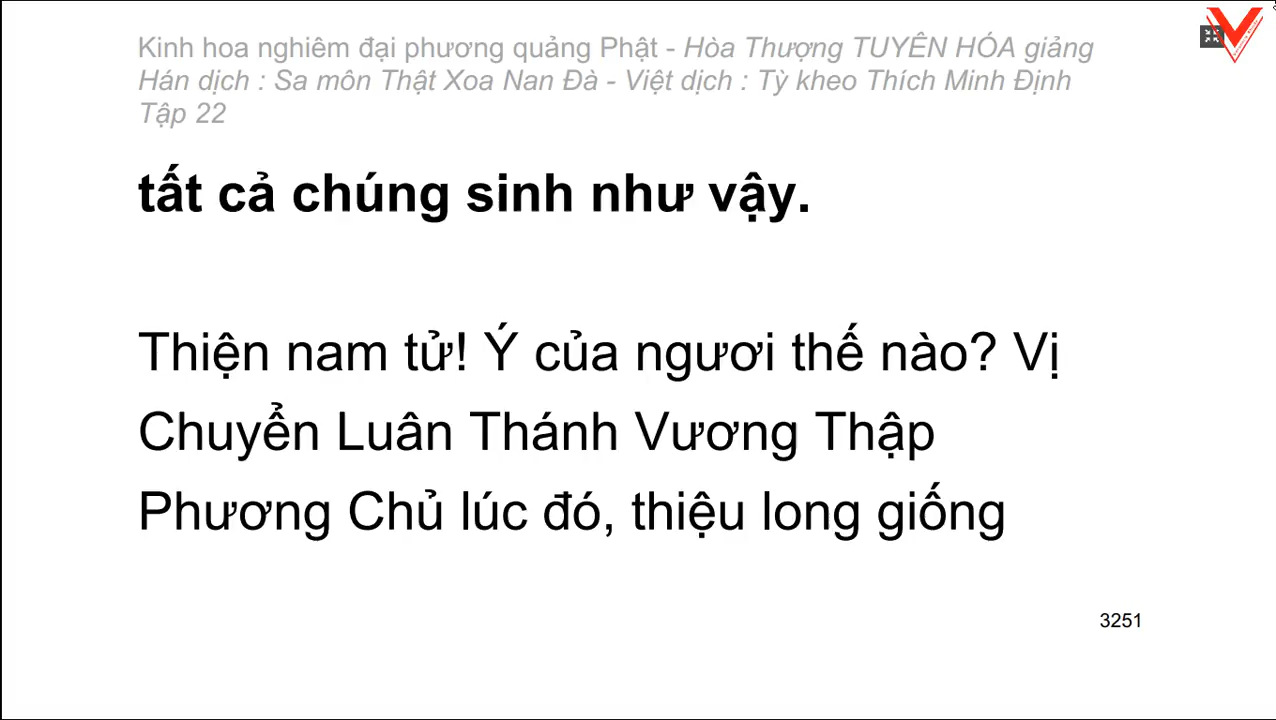 Kinh hoa nghiêm đại phương quảng Phật - Hòa Thượng TUYÊN HÓA giảng
Hán dịch : Sa môn Thật Xoa Nan Đà - Việt dịch : Tỳ kheo Thích Minh Định
Tập 22
tất cả chúng sinh như vậy.
Thiện nam tử! Ý của ngươi thế nào? Vị
Chuyển Luân Thánh Vương Thập
Phương Chủ lúc đó, thiệu long giống
3251